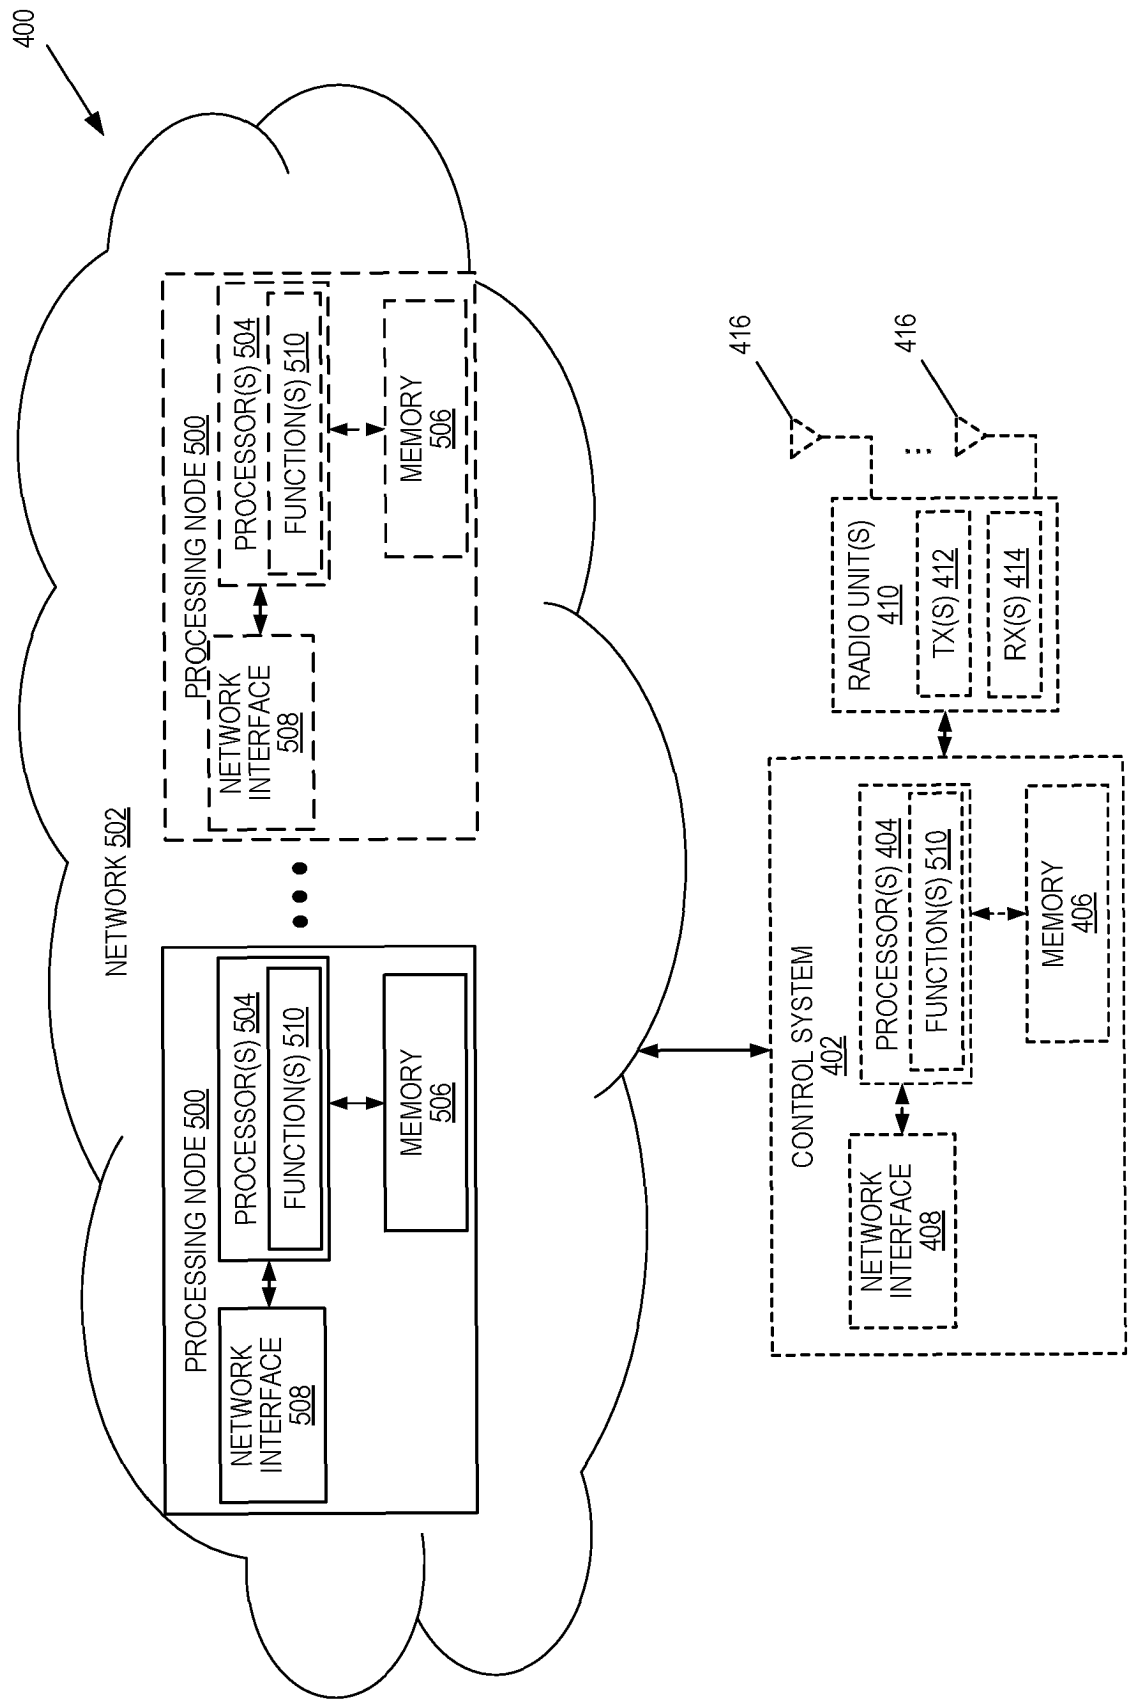 400
NETWORK 502
PROCESSING NODE 500
PROCESSOR(S) 504
FUNCTION(S) 510
NETWORK
INTERFACE
508
MEMORY
506
PROCESSING NODE 500
PROCESSOR(S) 504
FUNCTION(S) 510
NETWORK
INTERFACE
508
MEMORY
506
CONTROL SYSTEM
402
PROCESSOR(S) 404
FUNCTION(S) 510
NETWORK
INTERFACE
408
MEMORY
406
RADIO UNIT(S)
410
TX(S) 412
RX(S) 414
416
416